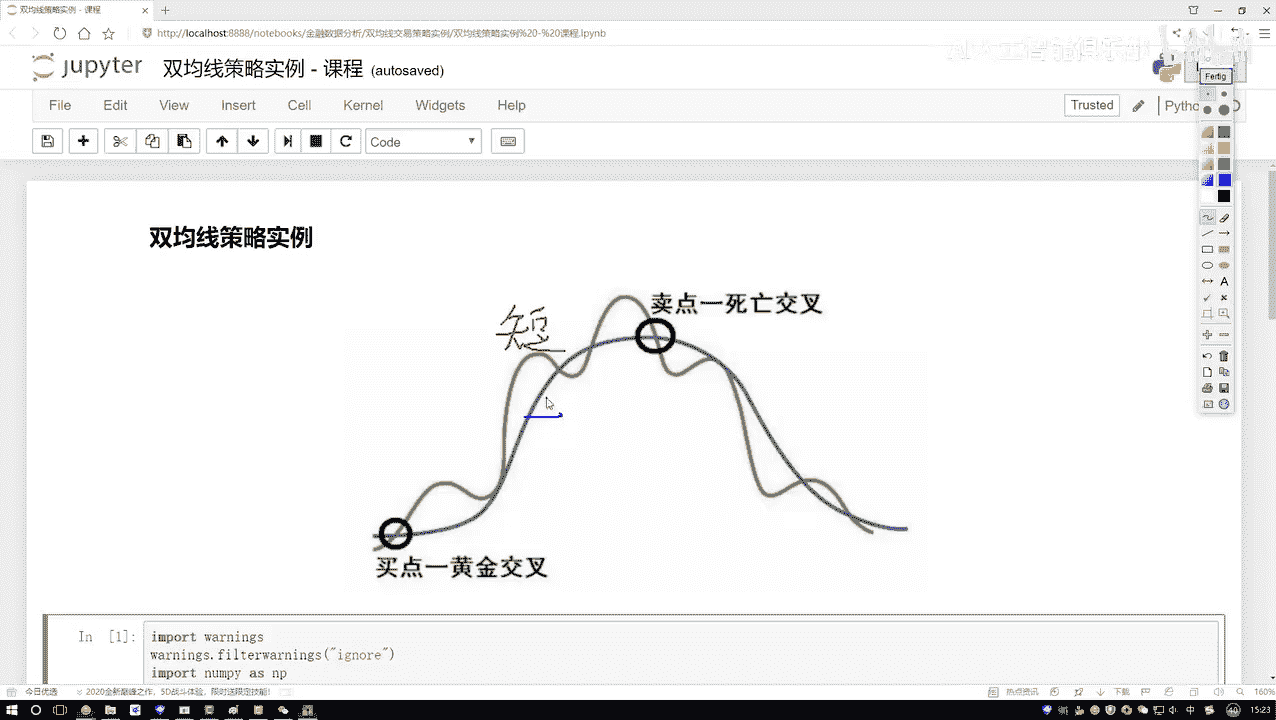 双均线策略实例 - 课程
http://localhost:8888/notebooks/金融数据分析/双均线交易策略实例/双均线策略实例%20-%20课程.ipynb
jupyter 双均线策略实例 - 课程 (autosaved)
Fertig
File Edit View Insert Cell Kernel Widgets Help
Trusted
Pytho
Code
双均线策略实例
卖点一死亡交叉
短
买点一黄金交叉
In [1]:
import warnings
warnings.filterwarnings("ignore")
import numpy as np
今日优选
2020全新巅峰之作，5D战斗体验，限时送限定技能!
热点资讯
下载
160%
中
15:23